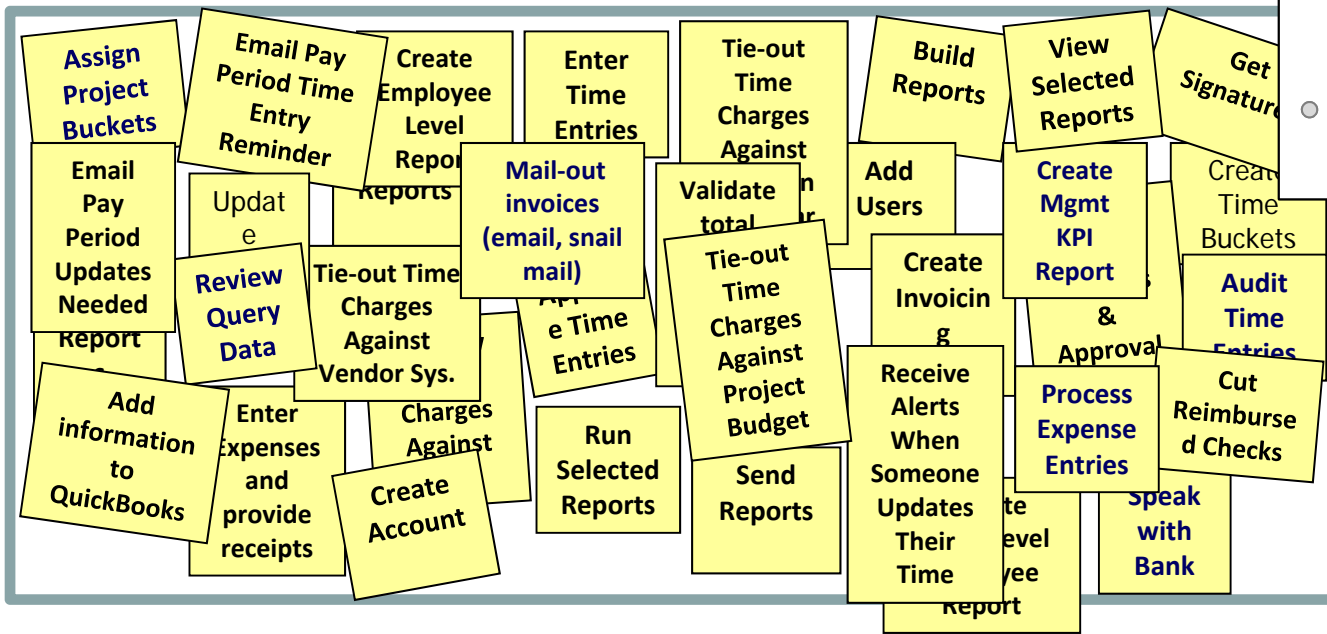 Assign
Project
Buckets
Email Pay
Period Time
Entry
Reminder
Create
Employee
Level
Reports
Enter
Time
Entries
Tie-out
Time
Charges
Against
Build
Reports
View
Selected
Reports
Get
Email
Pay
Period
Updates
Needed
Report
Updat
e
Mail-out
invoices
(email, snail
mail)
Validate
total
Add
Users
Create
Mgmt
KPI
Report
Time
Buckets
Review
Query
Data
Tie-out Time
Charges
Against
Vendor Sys.
e Time
Entries
Tie-out
Time
Charges
Against
Project
Budget
Create
Invoicin
g
&
Approval
Audit
Time
Entries
Add
information
to
QuickBooks
Enter
Expenses
and
provide
receipts
Charges
Against
Create
Account
Run
Selected
Reports
Send
Reports
Receive
Alerts
When
Someone
Updates
Their
Time
Process
Expense
Entries
Cut
Reimburse
d Checks
Speak
with
Bank
Report